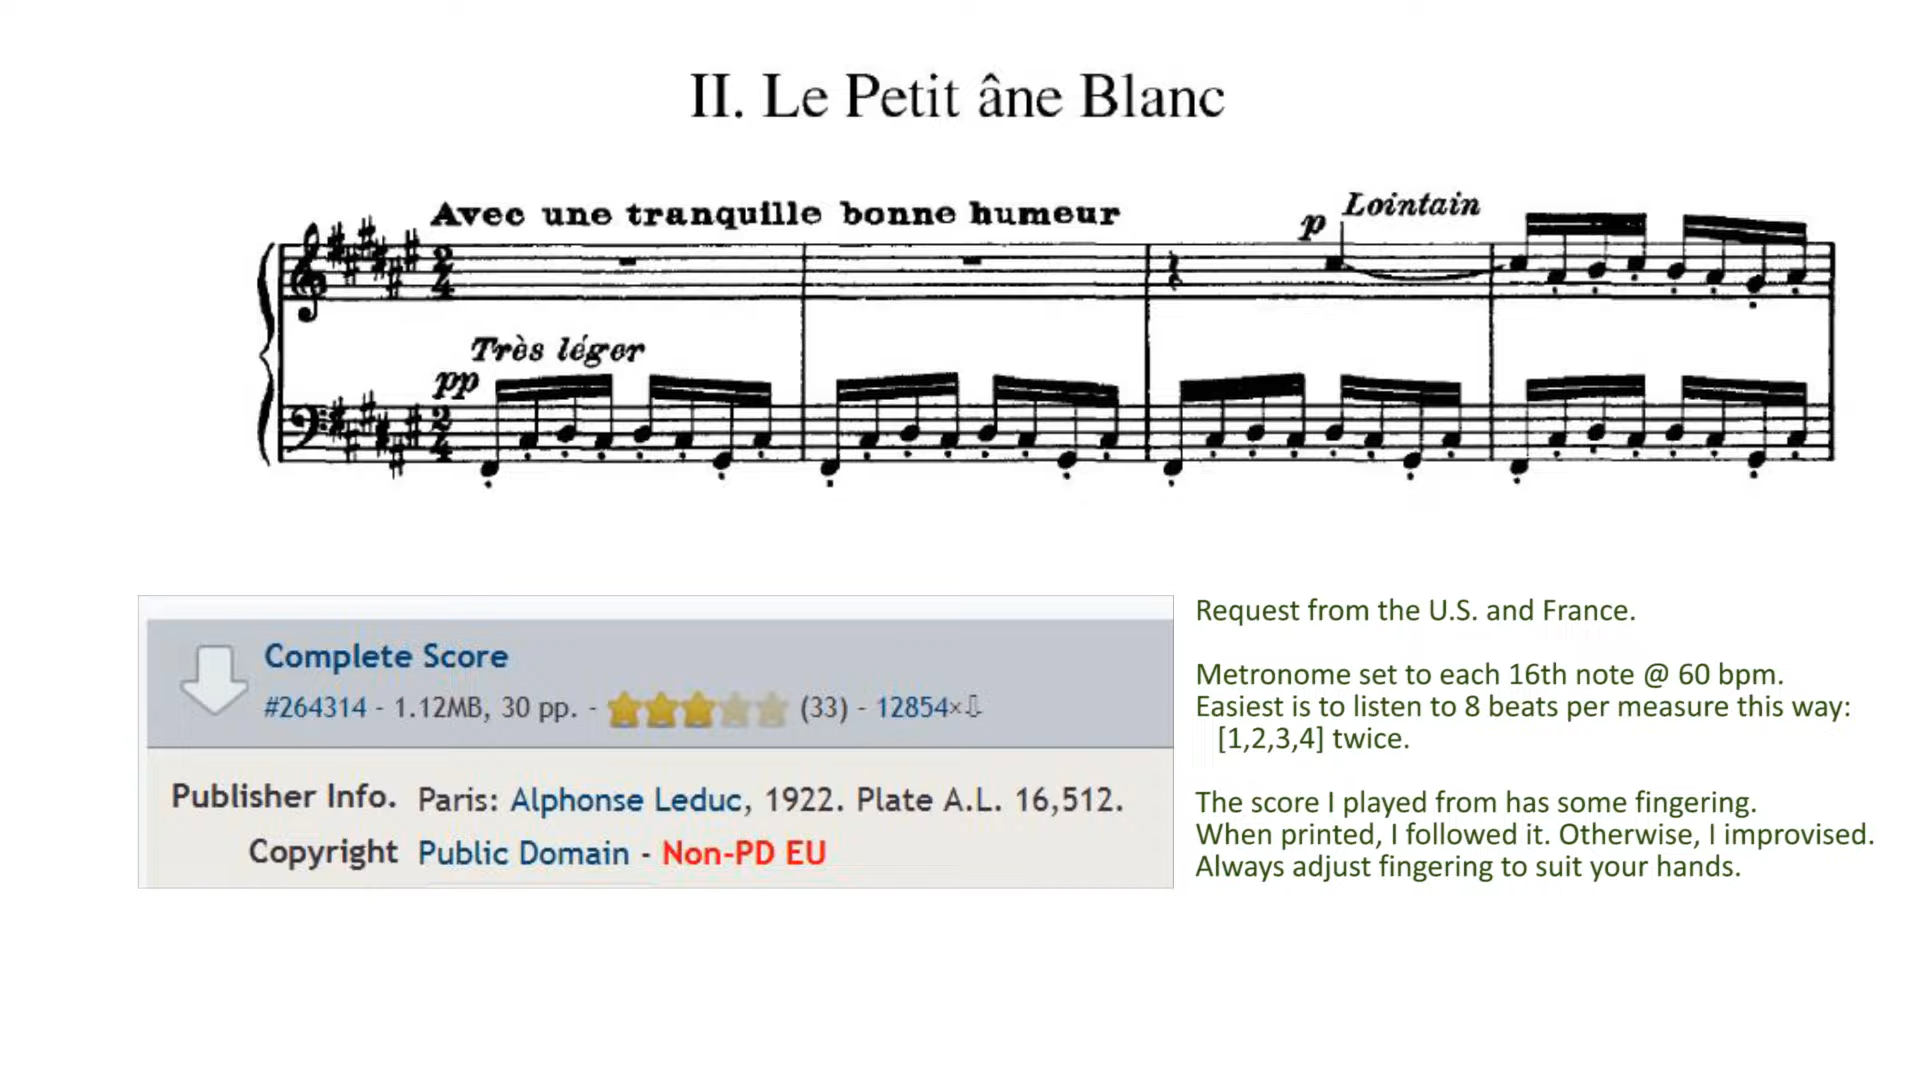 II. Le Petit âne Blanc
Avec une tranquille bonne humeur
p Lointain
Très léger
pp
2
4
2
4
Complete Score
#264314 - 1.12MB, 30 pp. - (33) - 12854×⇩
Publisher Info. Paris: Alphonse Leduc, 1922. Plate A.L. 16,512.
Copyright Public Domain - Non-PD EU
Request from the U.S. and France.
Metronome set to each 16th note @ 60 bpm.
Easiest is to listen to 8 beats per measure this way:
[1,2,3,4] twice.
The score I played from has some fingering.
When printed, I followed it. Otherwise, I improvised.
Always adjust fingering to suit your hands.